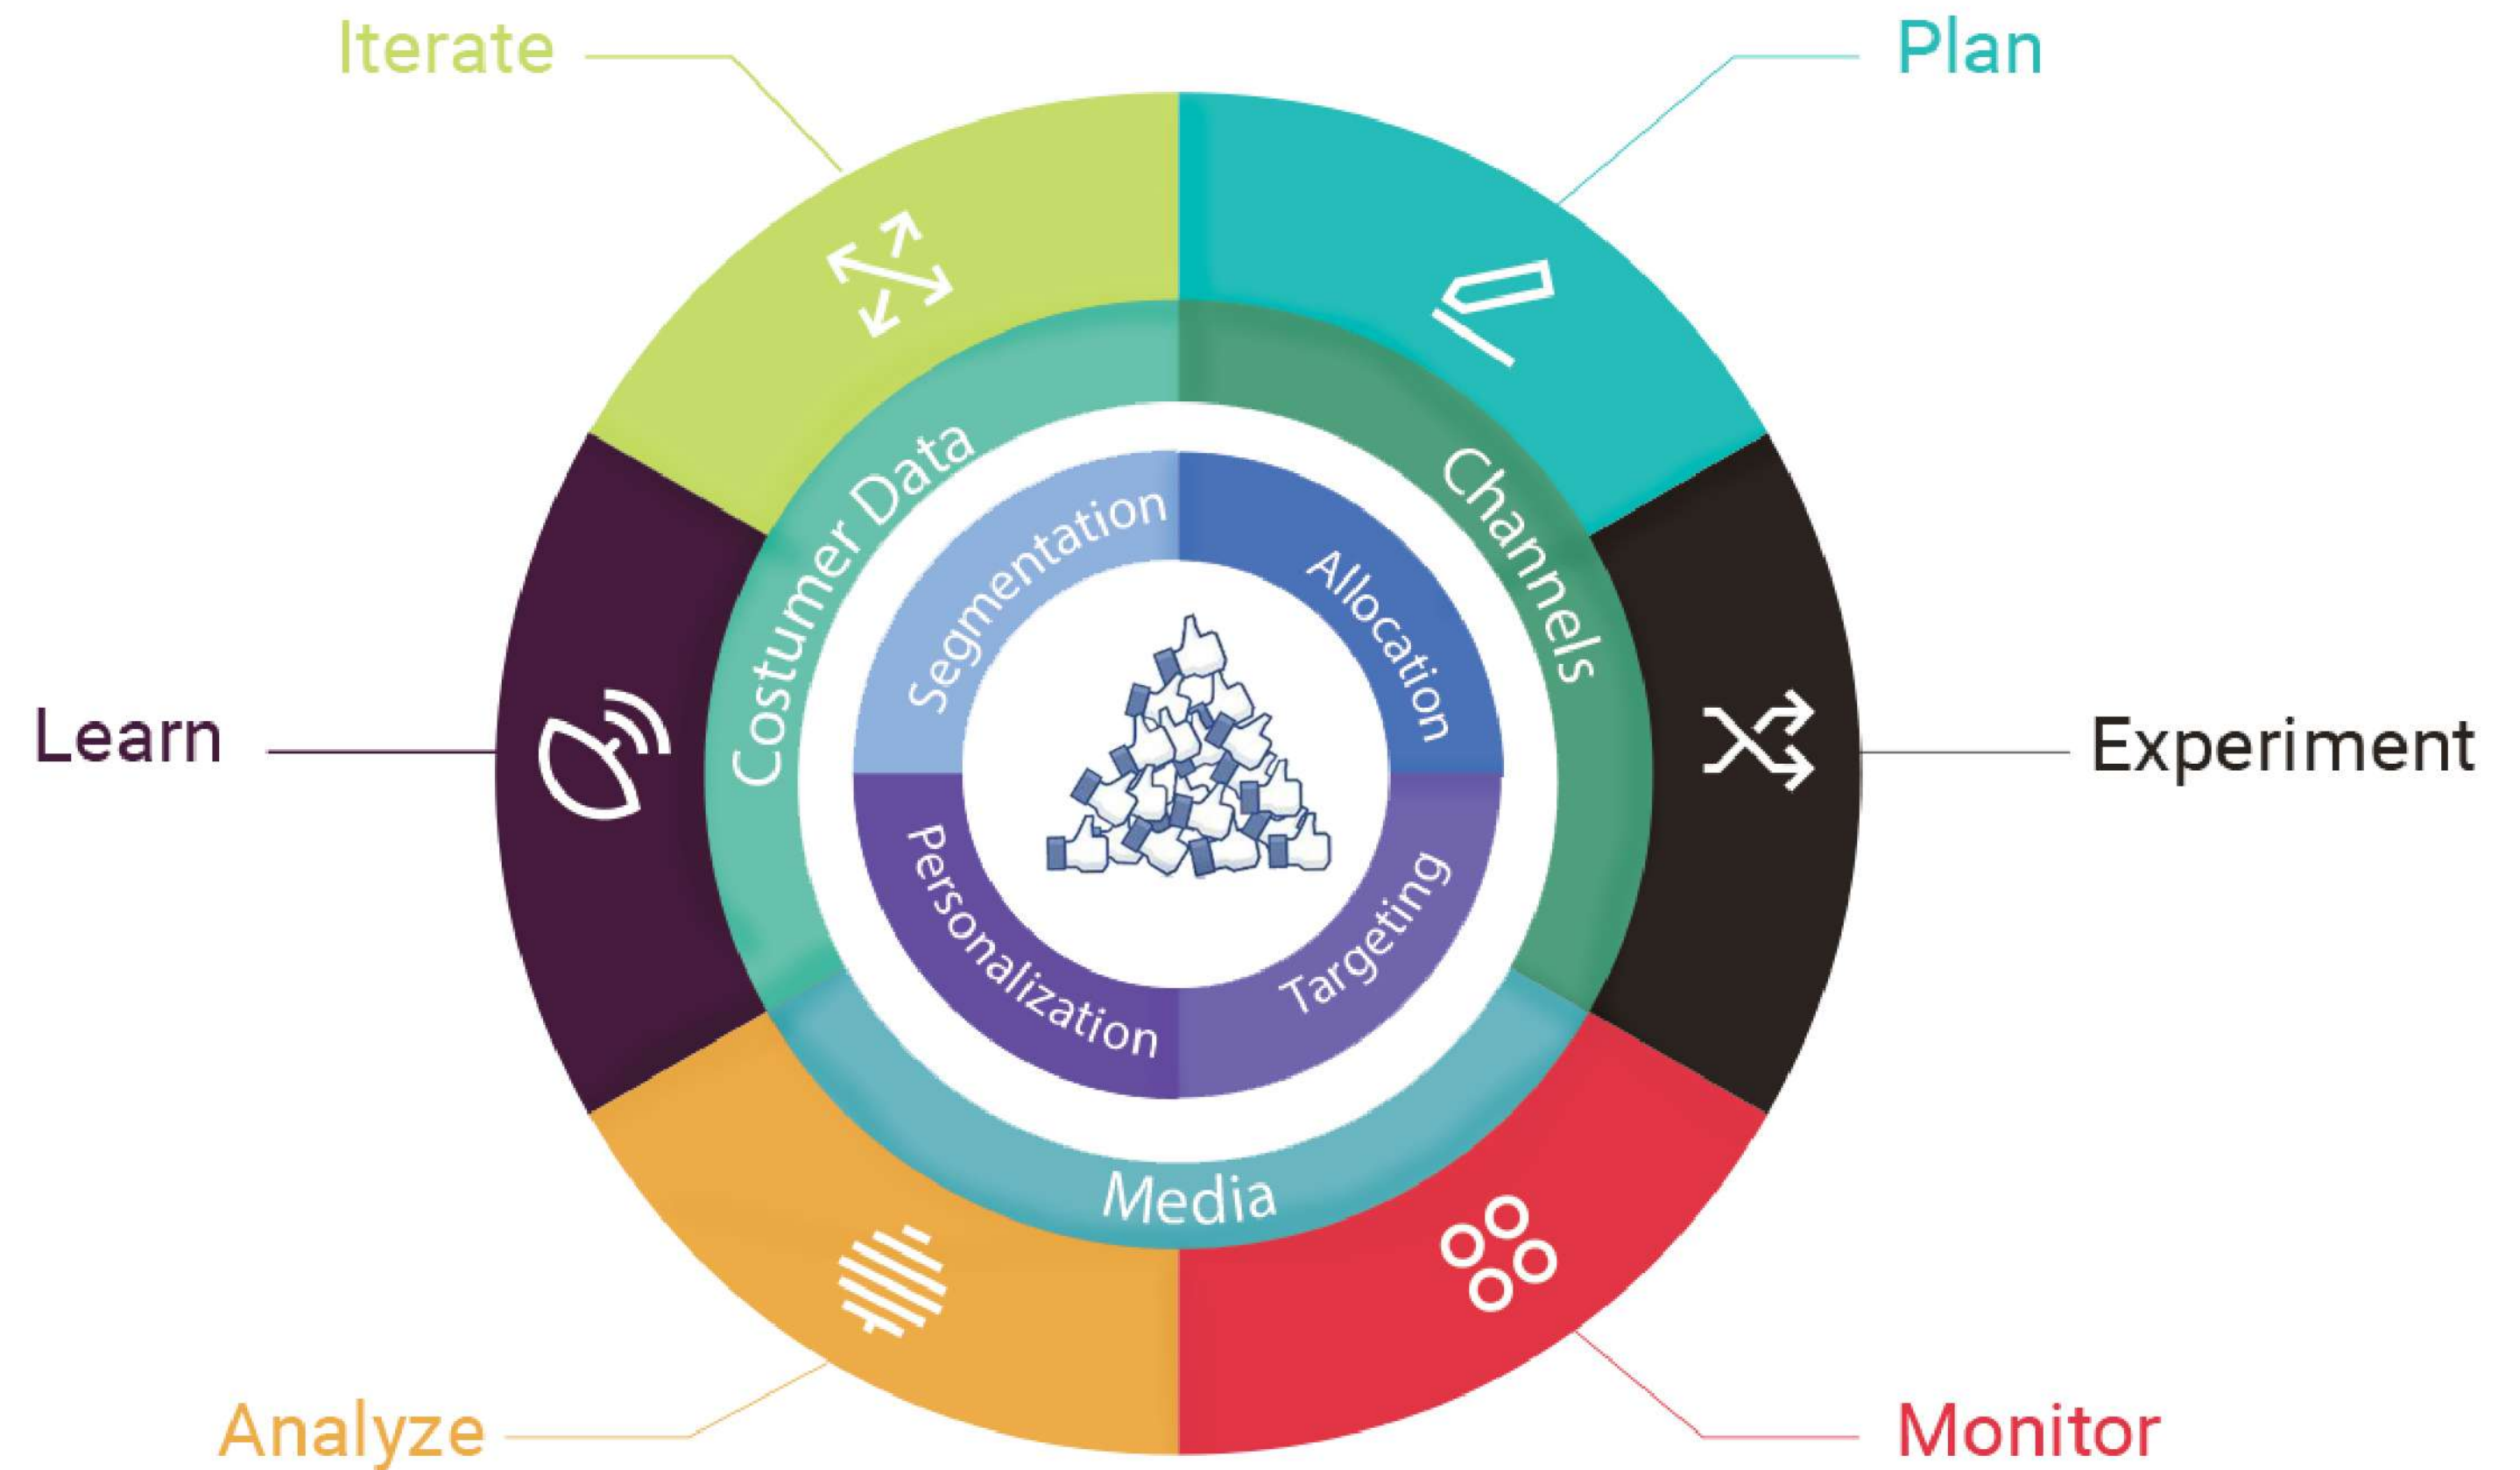 Iterate
Plan
Costumer Data
Channels
Segmentation
Allocation
Learn
Experiment
Personalization
Targeting
Media
Analyze
Monitor